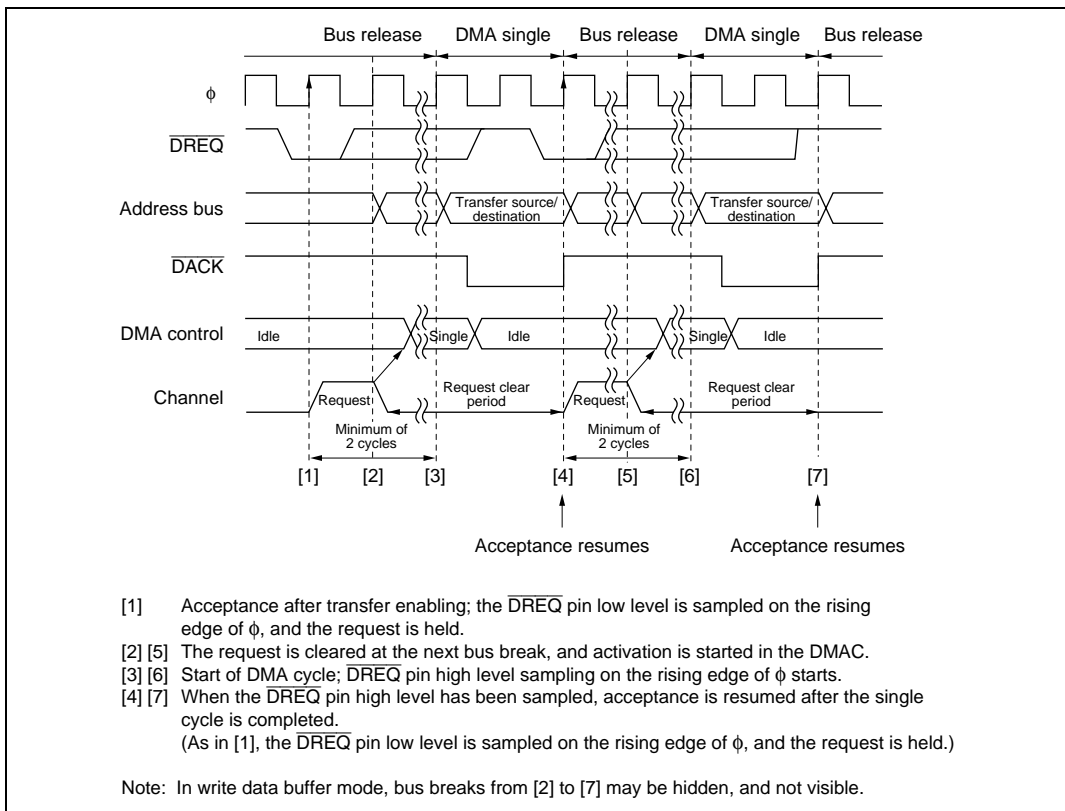 Bus release DMA single Bus release DMA single Bus release
ϕ
DREQ
Address bus
Transfer source/
destination
Transfer source/
destination
DACK
DMA control
Idle Single Idle Single Idle
Channel
Request
Request clear
period
Request
Request clear
period
Minimum of
2 cycles
Minimum of
2 cycles
[1] [2] [3] [4] [5] [6] [7]
Acceptance resumes Acceptance resumes
[1] Acceptance after transfer enabling; the DREQ pin low level is sampled on the rising
edge of ϕ, and the request is held.
[2] [5] The request is cleared at the next bus break, and activation is started in the DMAC.
[3] [6] Start of DMA cycle; DREQ pin high level sampling on the rising edge of ϕ starts.
[4] [7] When the DREQ pin high level has been sampled, acceptance is resumed after the single
cycle is completed.
(As in [1], the DREQ pin low level is sampled on the rising edge of ϕ, and the request is held.)
Note: In write data buffer mode, bus breaks from [2] to [7] may be hidden, and not visible.